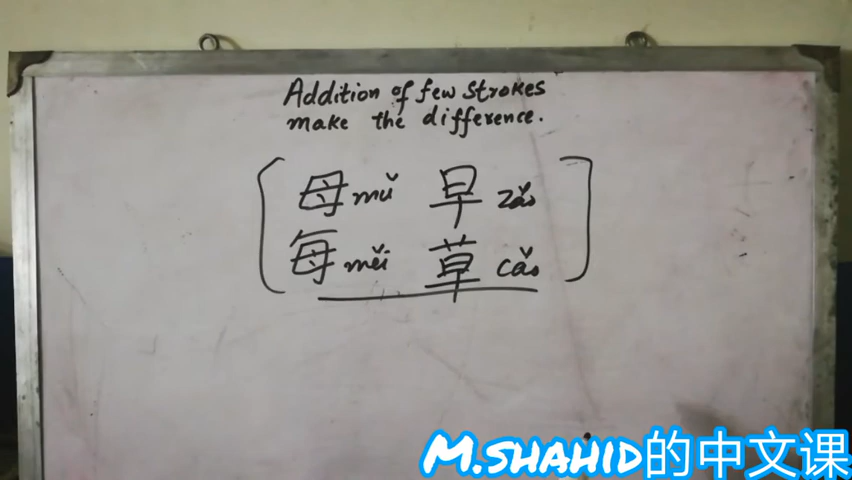 Addition of few strokes
make the difference.
母 mǔ 早 zǎo
每 měi 草 cǎo
M.SHAHID的中文课